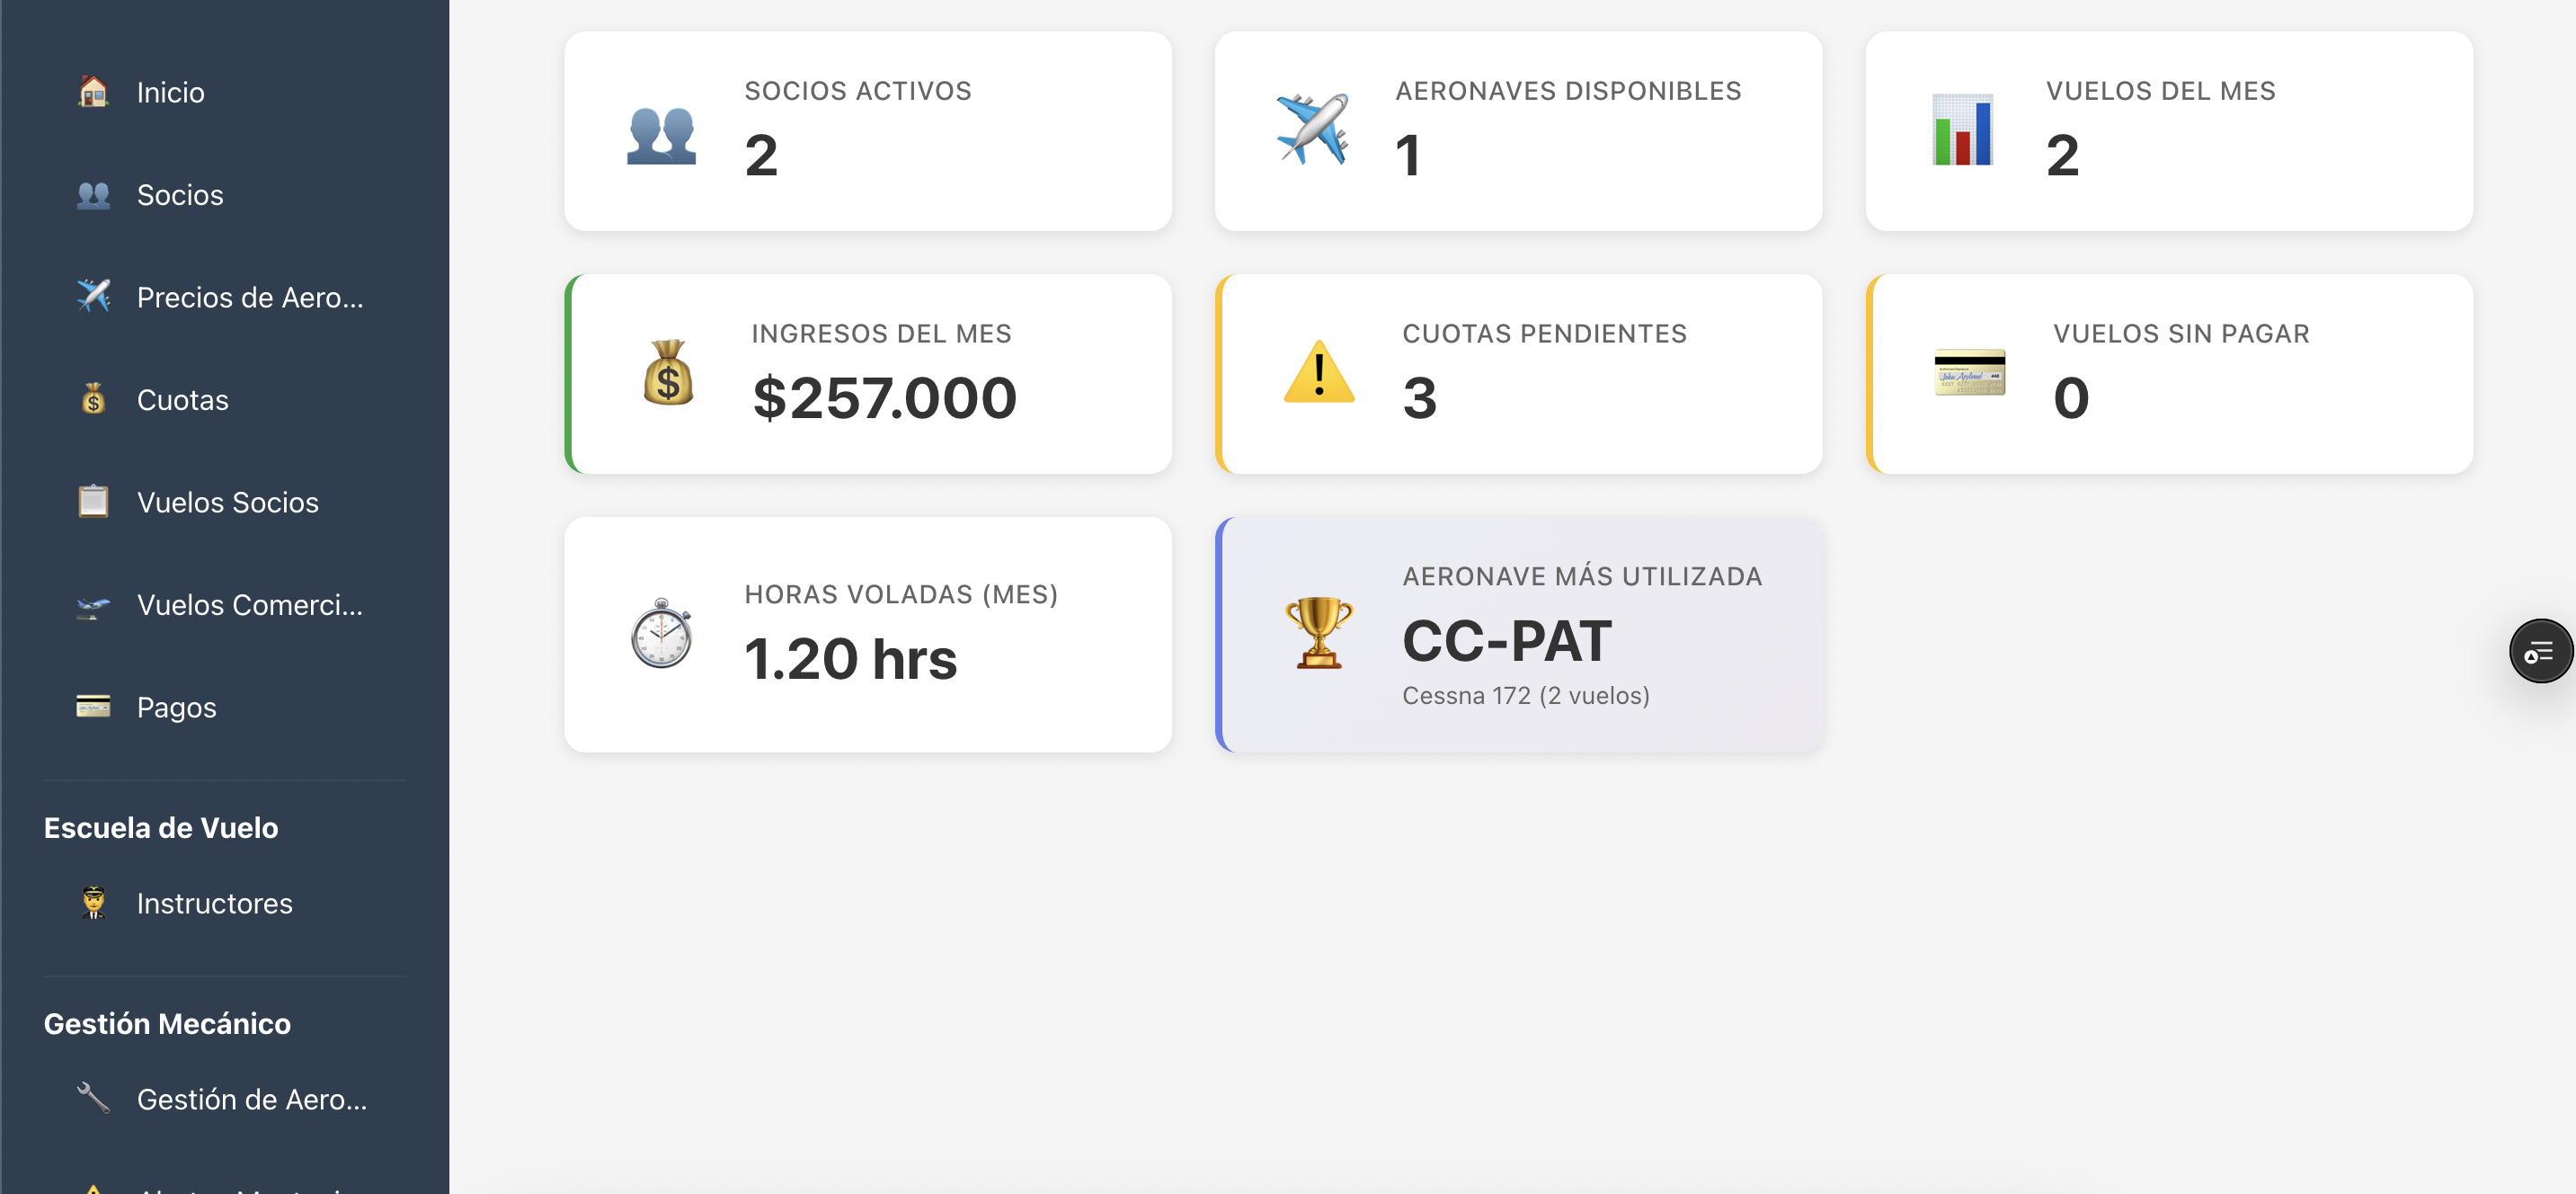 Inicio
Socios
Precios de Aero...
Cuotas
Vuelos Socios
Vuelos Comerci...
Pagos
Escuela de Vuelo
Instructores
Gestión Mecánico
Gestión de Aero...
SOCIOS ACTIVOS
2
AERONAVES DISPONIBLES
1
VUELOS DEL MES
2
INGRESOS DEL MES
$257.000
CUOTAS PENDIENTES
3
VUELOS SIN PAGAR
0
HORAS VOLADAS (MES)
1.20 hrs
AERONAVE MÁS UTILIZADA
CC-PAT
Cessna 172 (2 vuelos)